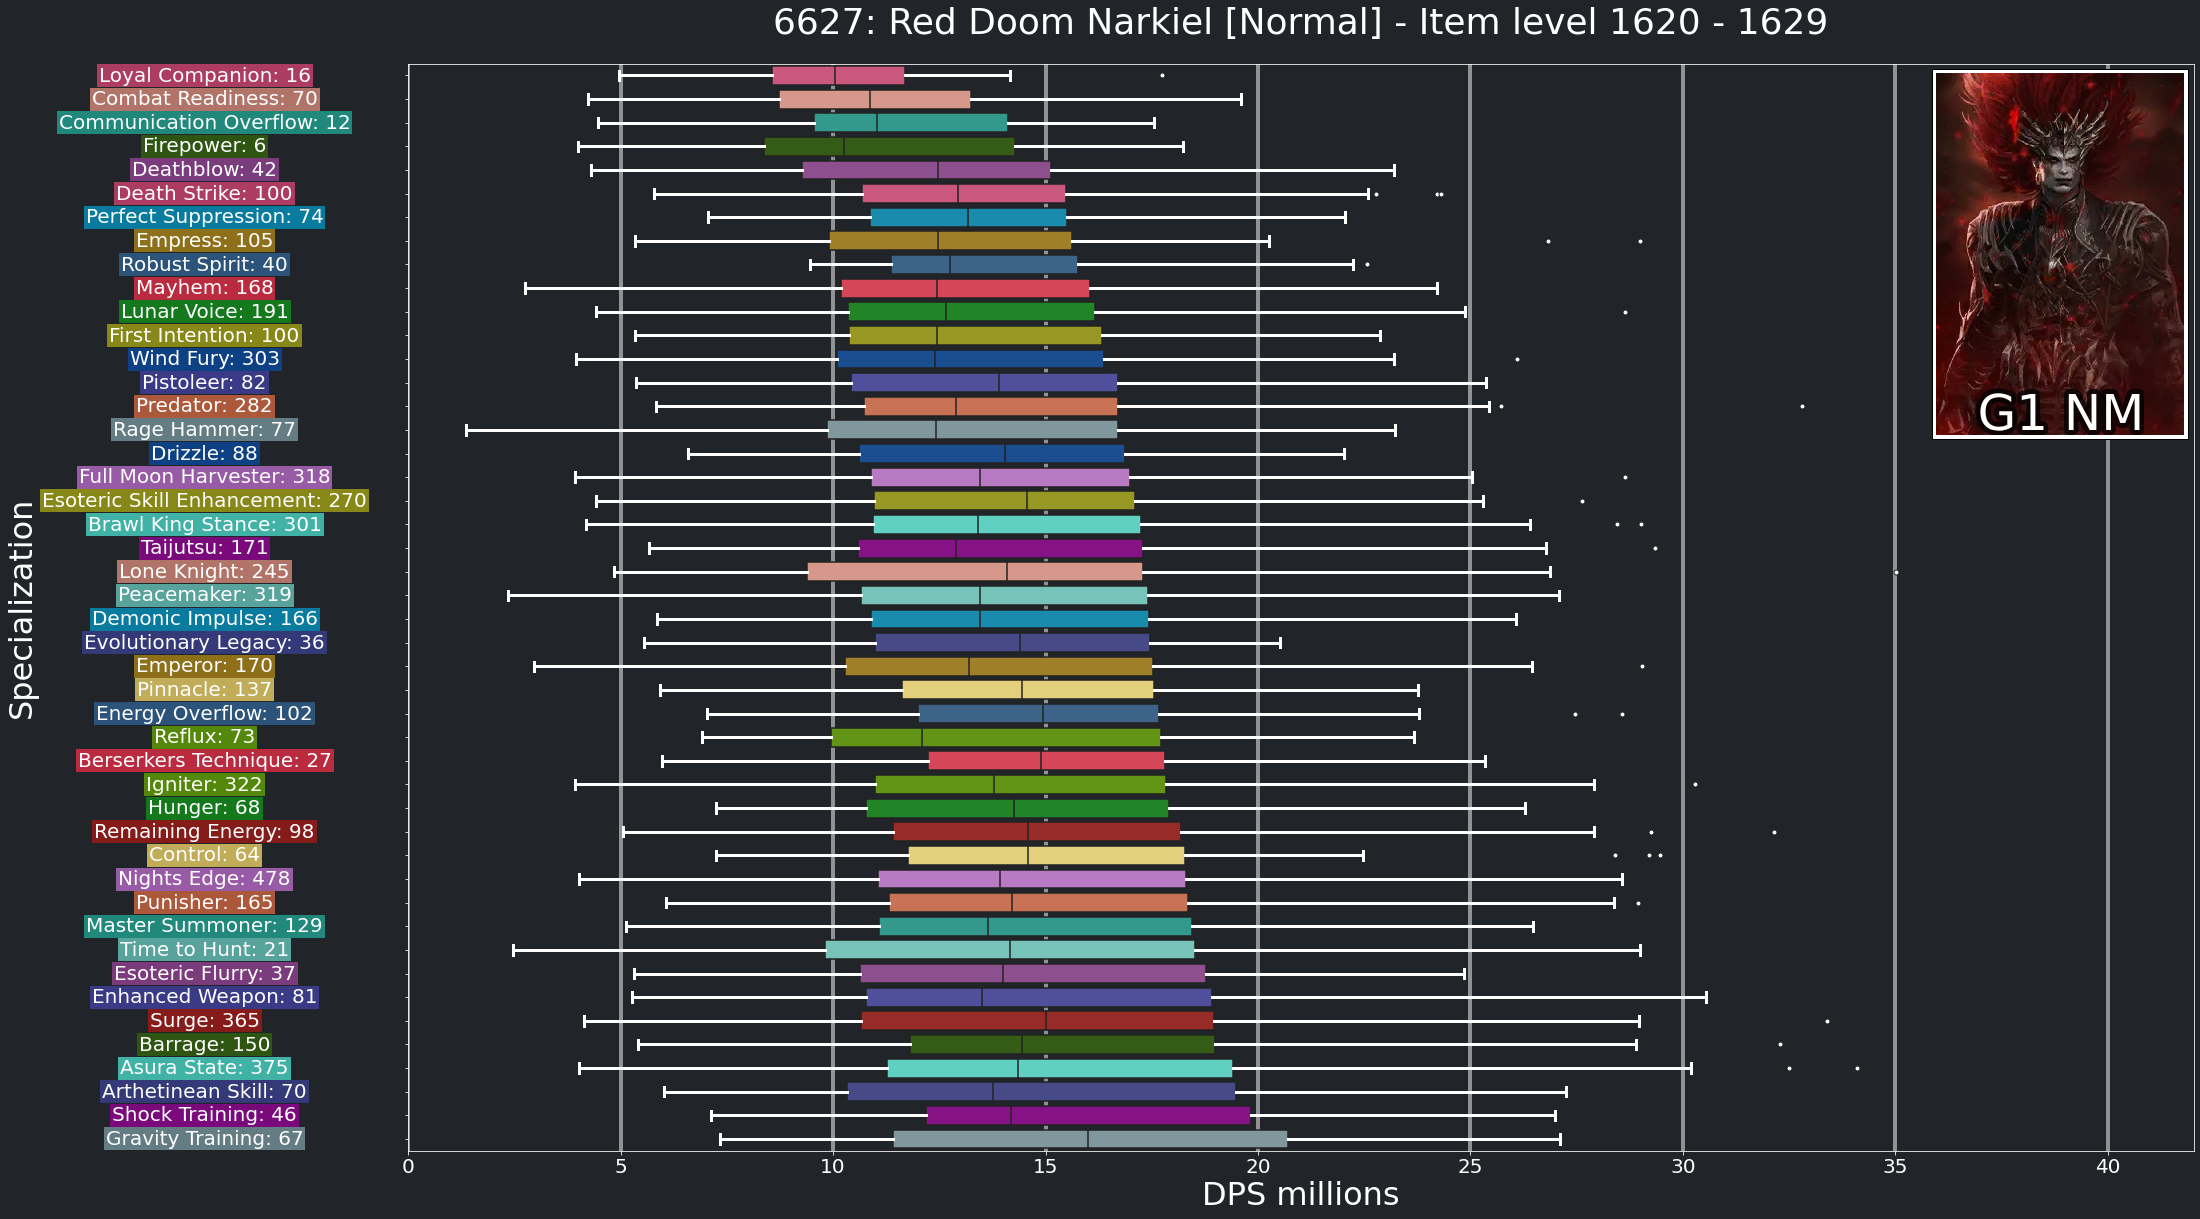 6627: Red Doom Narkiel [Normal] - Item level 1620 - 1629
Loyal Companion: 16
Combat Readiness: 70
Communication Overflow: 12
Firepower: 6
Deathblow: 42
Death Strike: 100
Perfect Suppression: 74
Empress: 105
Robust Spirit: 40
Mayhem: 168
Lunar Voice: 191
First Intention: 100
Wind Fury: 303
Pistoleer: 82
Predator: 282
Rage Hammer: 77
Drizzle: 88
Full Moon Harvester: 318
Esoteric Skill Enhancement: 270
Brawl King Stance: 301
Taijutsu: 171
Lone Knight: 245
Peacemaker: 319
Demonic Impulse: 166
Evolutionary Legacy: 36
Emperor: 170
Pinnacle: 137
Energy Overflow: 102
Reflux: 73
Berserkers Technique: 27
Igniter: 322
Hunger: 68
Remaining Energy: 98
Control: 64
Nights Edge: 478
Punisher: 165
Master Summoner: 129
Time to Hunt: 21
Esoteric Flurry: 37
Enhanced Weapon: 81
Surge: 365
Barrage: 150
Asura State: 375
Arthetinean Skill: 70
Shock Training: 46
Gravity Training: 67
Specialization
G1 NM
0 5 10 15 20 25 30 35 40
DPS millions